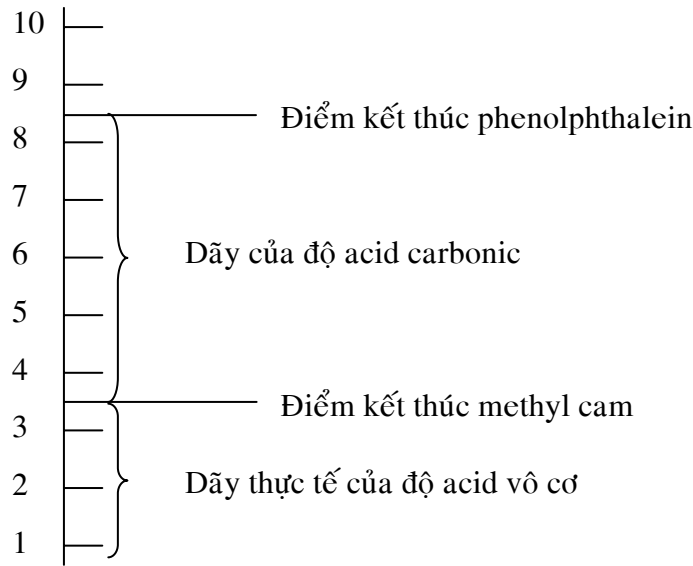 10
9
Điểm kết thúc phenolphthalein
8
7
6
Dãy của độ acid carbonic
5
4
Điểm kết thúc methyl cam
3
2
Dãy thực tế của độ acid vô cơ
1